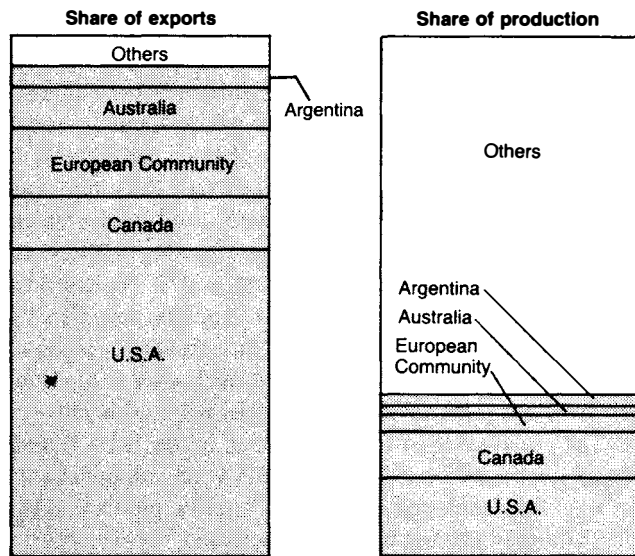 Share of exports
Others
Argentina
Australia
European Community
Canada
U.S.A.
Share of production
Others
Argentina
Australia
European
Community
Canada
U.S.A.